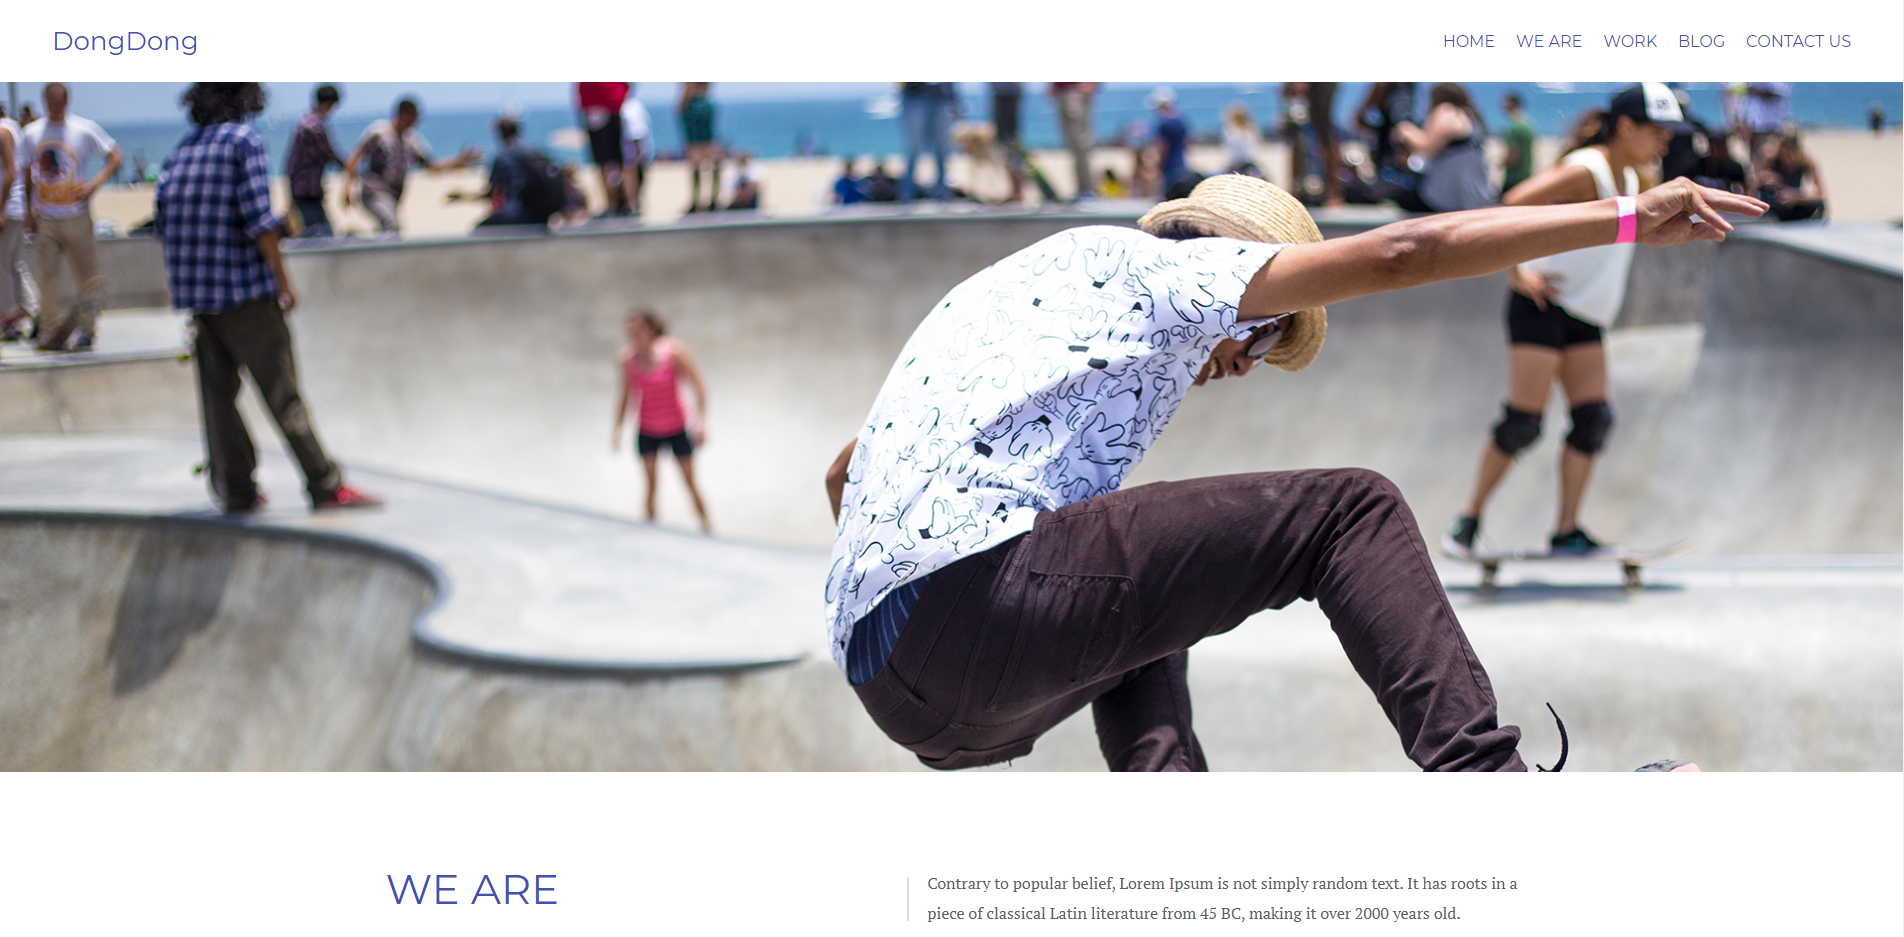 DongDong
HOME WE ARE WORK BLOG CONTACT US
WE ARE
Contrary to popular belief, Lorem Ipsum is not simply random text. It has roots in a
piece of classical Latin literature from 45 BC, making it over 2000 years old.